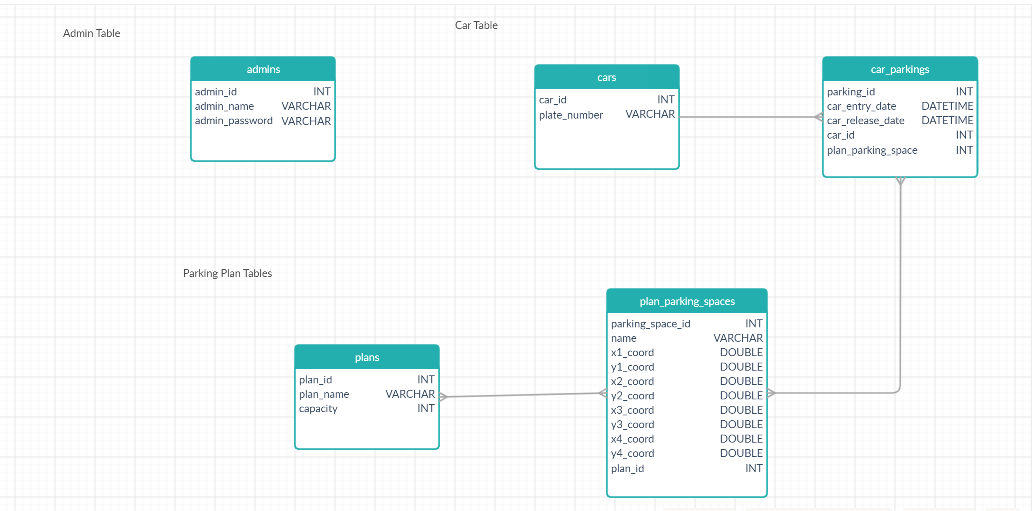 Admin Table
Car Table
admins
admin_id INT
admin_name VARCHAR
admin_password VARCHAR
cars
car_id INT
plate_number VARCHAR
car_parkings
parking_id INT
car_entry_date DATETIME
car_release_date DATETIME
car_id INT
plan_parking_space INT
Parking Plan Tables
plans
plan_id INT
plan_name VARCHAR
capacity INT
plan_parking_spaces
parking_space_id INT
name VARCHAR
x1_coord DOUBLE
y1_coord DOUBLE
x2_coord DOUBLE
y2_coord DOUBLE
x3_coord DOUBLE
y3_coord DOUBLE
x4_coord DOUBLE
y4_coord DOUBLE
plan_id INT